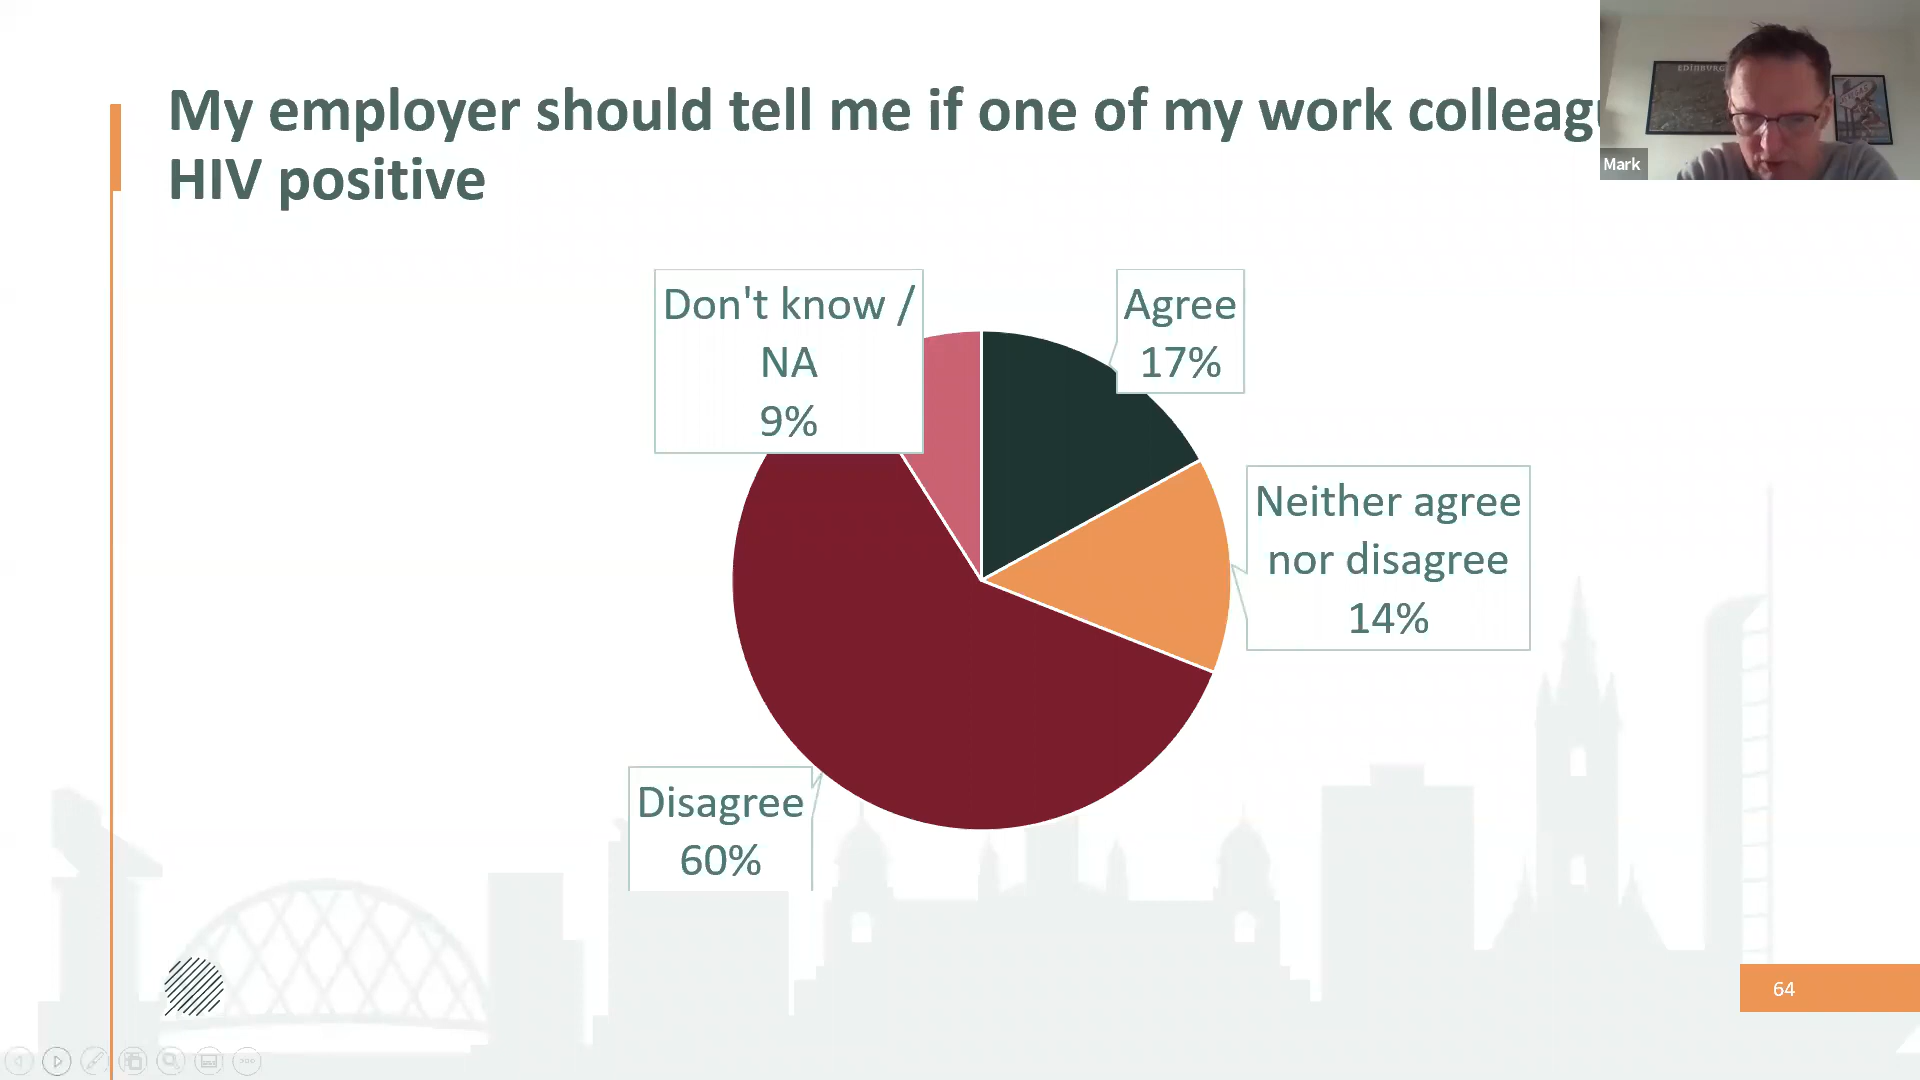 My employer should tell me if one of my work
HIV positive
Mark
Don't know /
NA
9%
Agree
17%
Neither agree
nor disagree
14%
Disagree
60%
64